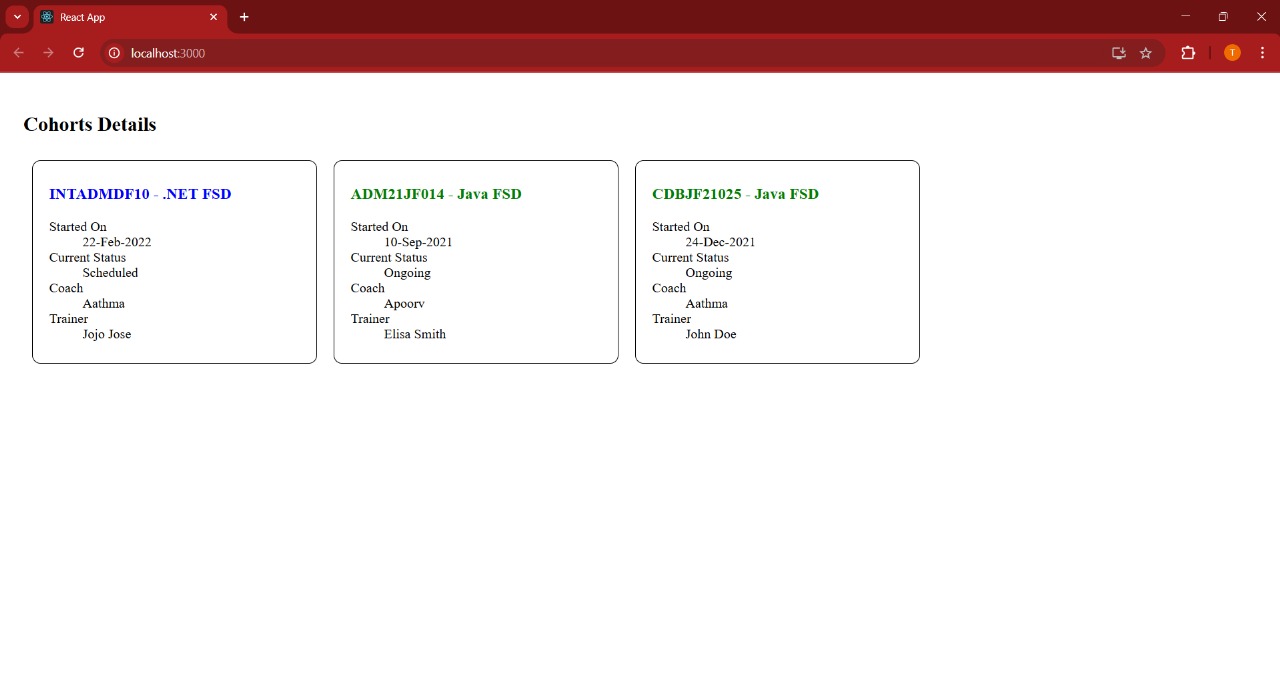 React App
localhost:3000
T
Cohorts Details
INTADMDF10 - .NET FSD
Started On
22-Feb-2022
Current Status
Scheduled
Coach
Aathma
Trainer
Jojo Jose
ADM21JF014 - Java FSD
Started On
10-Sep-2021
Current Status
Ongoing
Coach
Apoorv
Trainer
Elisa Smith
CDBJF21025 - Java FSD
Started On
24-Dec-2021
Current Status
Ongoing
Coach
Aathma
Trainer
John Doe